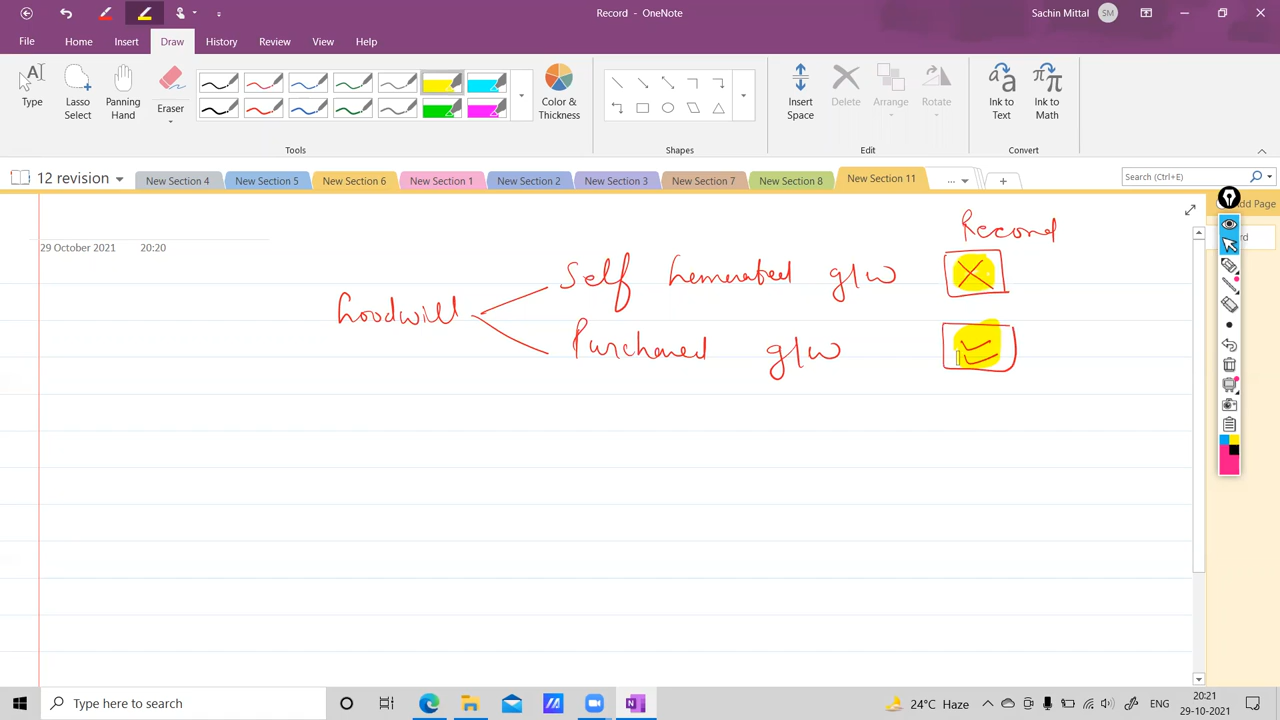 Record - OneNote
Sachin Mittal SM
File Home Insert Draw History Review View Help
Type Lasso Select Panning Hand Eraser Color & Thickness Insert Space Delete Arrange Rotate Ink to Text Ink to Math
Tools Shapes Edit Convert
12 revision New Section 4 New Section 5 New Section 6 New Section 1 New Section 2 New Section 3 New Section 7 New Section 8 New Section 11 ... + Search (Ctrl+E)
Add Page
29 October 2021 20:20
Record
Self Generated g/w
Goodwill
Purchased g/w
Type here to search
24°C Haze ENG 20:21
29-10-2021